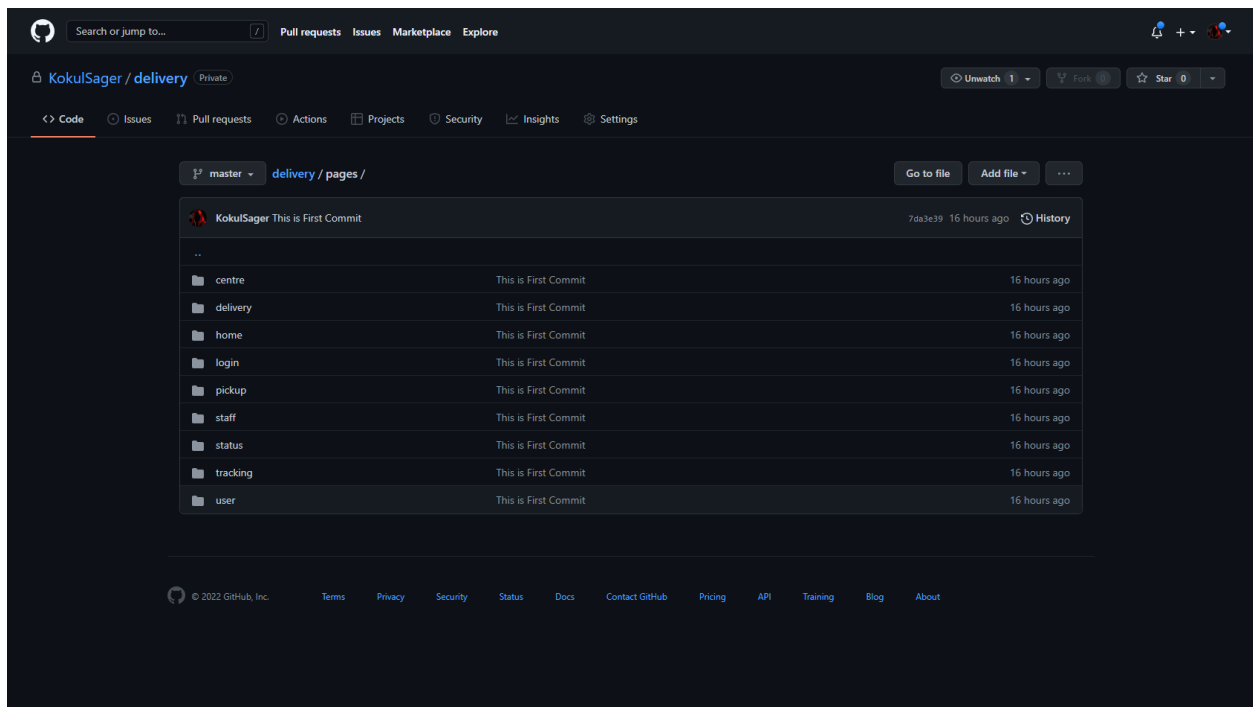 Search or jump to... / Pull requests Issues Marketplace Explore
KokulSager / delivery Private Unwatch 1 Fork 0 Star 0
<> Code Issues Pull requests Actions Projects Security Insights Settings
master delivery / pages / Go to file Add file ...
KokulSager This is First Commit 7da3e39 16 hours ago History
..
centre This is First Commit 16 hours ago
delivery This is First Commit 16 hours ago
home This is First Commit 16 hours ago
login This is First Commit 16 hours ago
pickup This is First Commit 16 hours ago
staff This is First Commit 16 hours ago
status This is First Commit 16 hours ago
tracking This is First Commit 16 hours ago
user This is First Commit 16 hours ago
© 2022 GitHub, Inc. Terms Privacy Security Status Docs Contact GitHub Pricing API Training Blog About